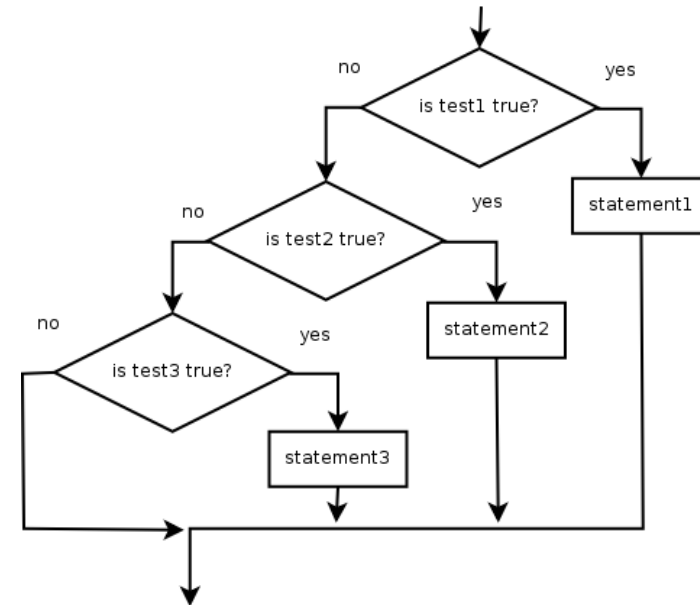 no
yes
is test1 true?
statement1
no
yes
is test2 true?
statement2
no
yes
is test3 true?
statement3